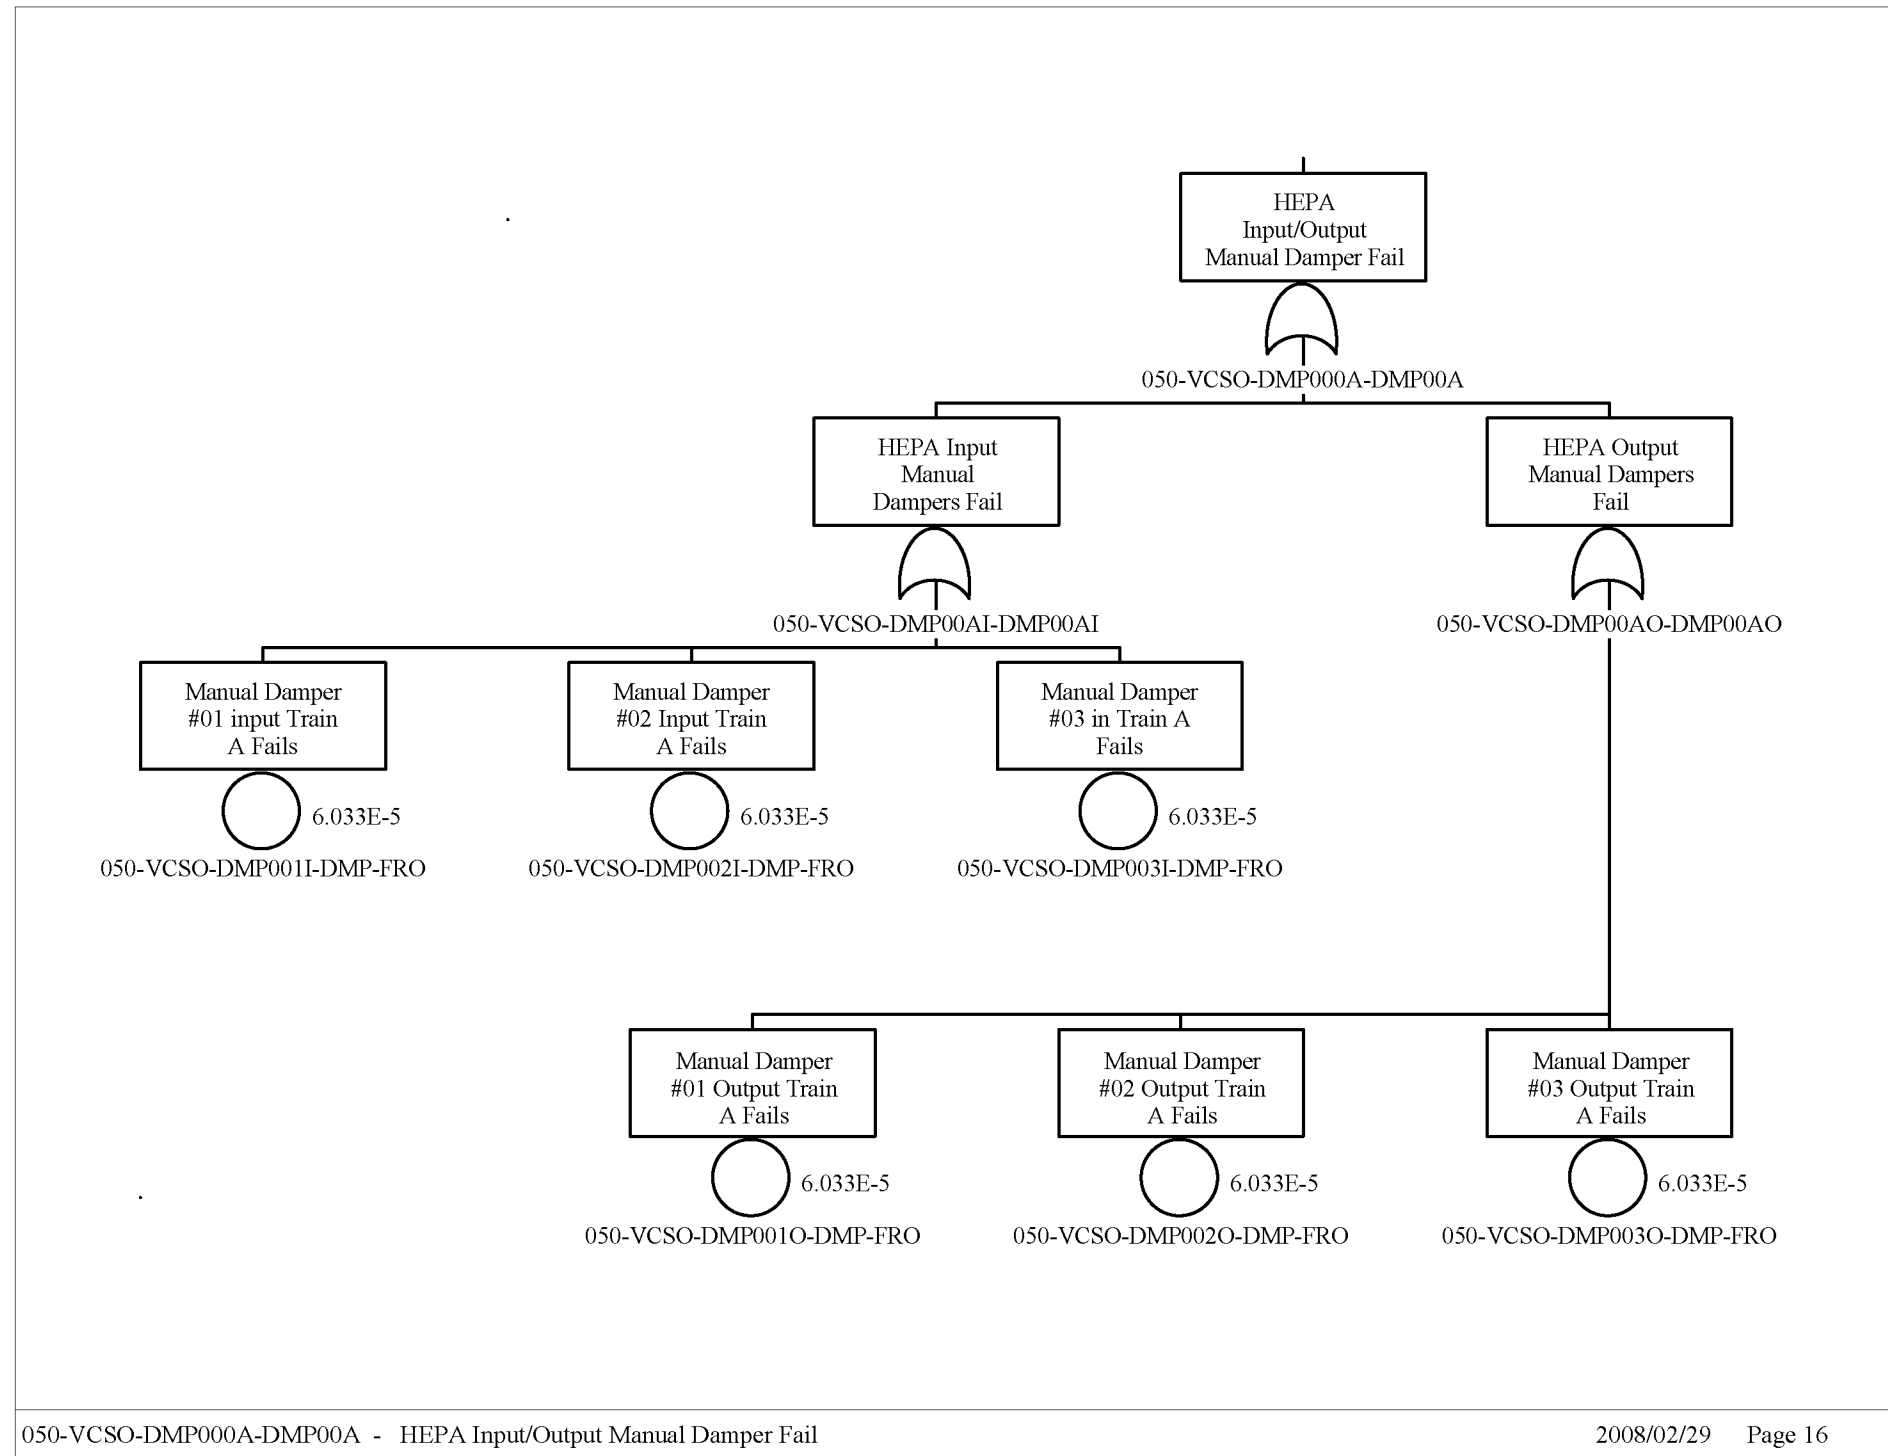 HEPA
Input/Output
Manual Damper Fail
050-VCSO-DMP000A-DMP00A
HEPA Input
Manual
Dampers Fail
050-VCSO-DMP00AI-DMP00AI
HEPA Output
Manual Dampers
Fail
050-VCSO-DMP00AO-DMP00AO
Manual Damper
#01 input Train
A Fails
6.033E-5
050-VCSO-DMP001I-DMP-FRO
Manual Damper
#02 Input Train
A Fails
6.033E-5
050-VCSO-DMP002I-DMP-FRO
Manual Damper
#03 in Train A
Fails
6.033E-5
050-VCSO-DMP003I-DMP-FRO
Manual Damper
#01 Output Train
A Fails
6.033E-5
050-VCSO-DMP001O-DMP-FRO
Manual Damper
#02 Output Train
A Fails
6.033E-5
050-VCSO-DMP002O-DMP-FRO
Manual Damper
#03 Output Train
A Fails
6.033E-5
050-VCSO-DMP003O-DMP-FRO
050-VCSO-DMP000A-DMP00A - HEPA Input/Output Manual Damper Fail
2008/02/29 Page 16